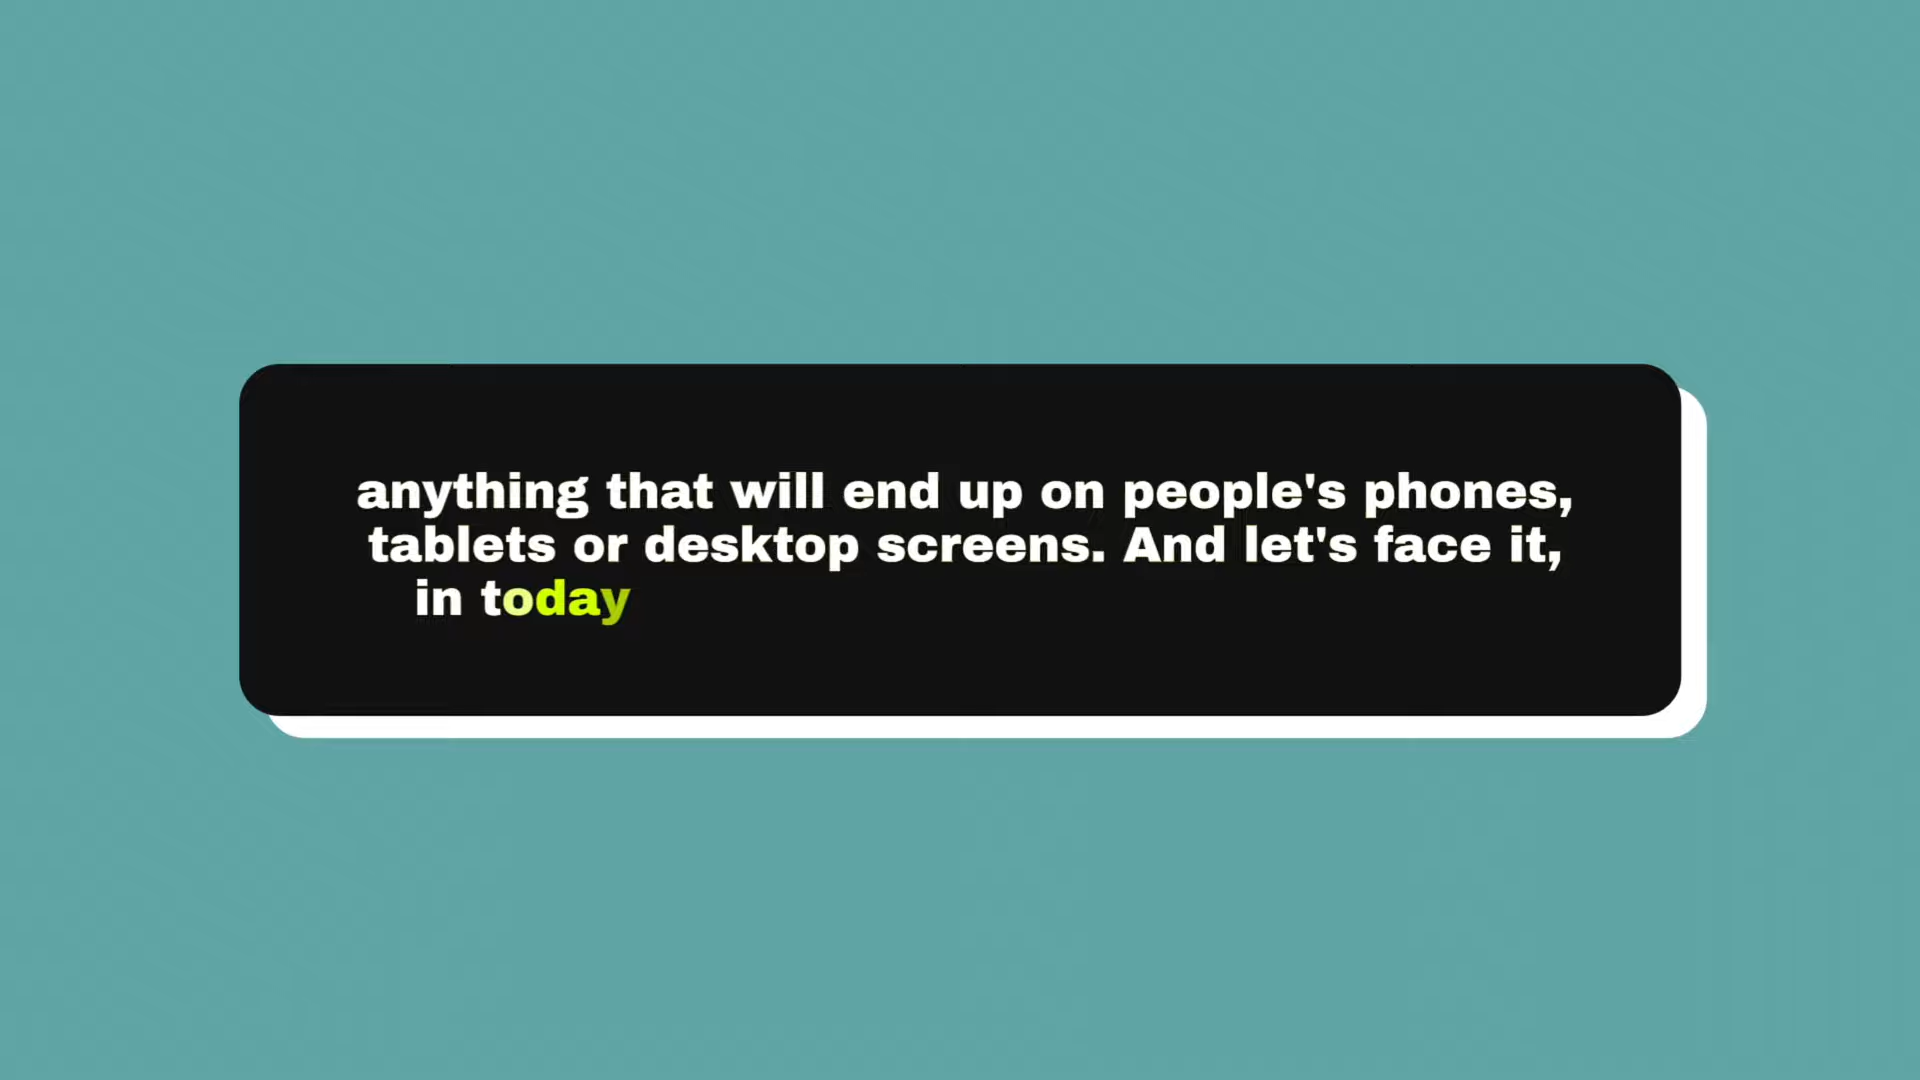 anything that will end up on people's phones,
tablets or desktop screens. And let's face it,
in today